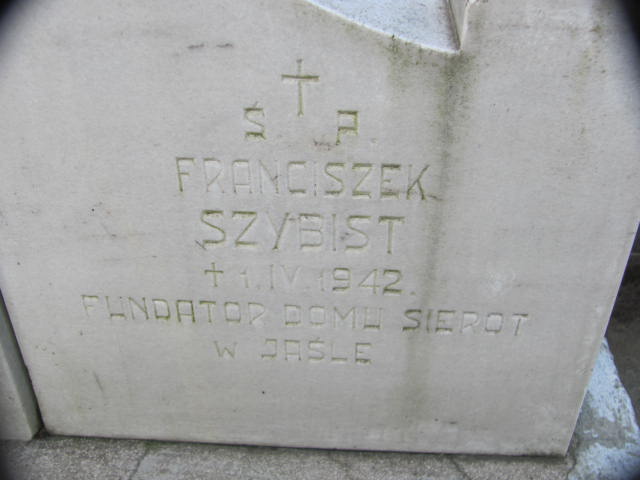 Ś P.
FRANCISZEK
SZYBIST
† 1. IV. 1942.
FUNDATOR DOMU SIEROT
W JAŚLE